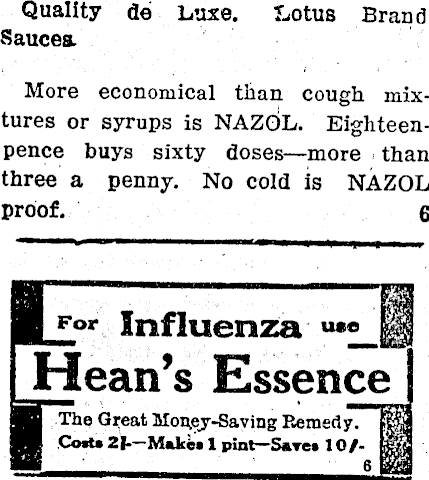 Quality de Luxe. Lotus Brand
Sauces.
More economical than cough mix-
tures or syrups is NAZOL. Eighteen-
pence buys sixty doses—more than
three a penny. No cold is NAZOL
proof. 6
For Influenza use
Hean's Essence
The Great Money-Saving Remedy.
Costs 2/-—Makes 1 pint—Saves 10/-
6